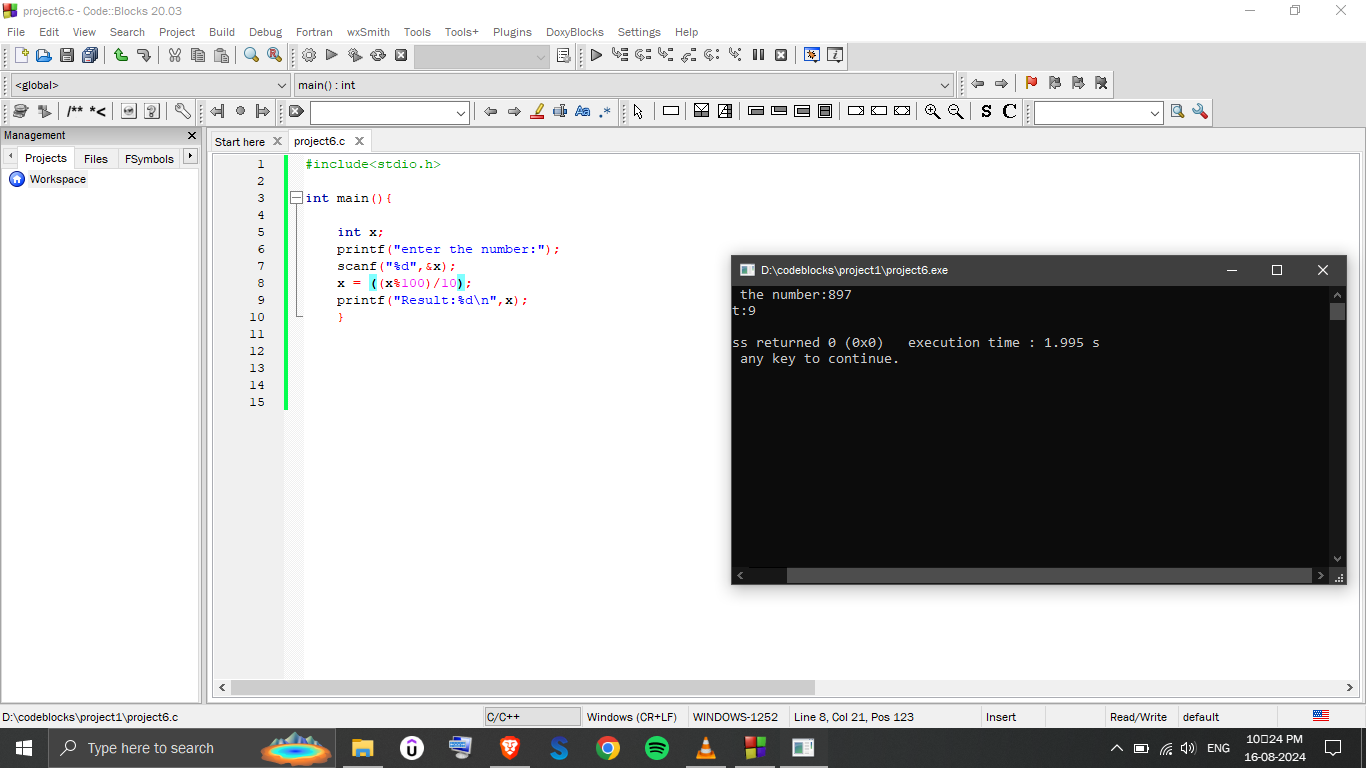 project6.c - Code::Blocks 20.03
File Edit View Search Project Build Debug Fortran wxSmith Tools Tools+ Plugins DoxyBlocks Settings Help
<global> main() : int
/** *< Aa .* S C
Management
Start here project6.c
Projects Files FSymbols
Workspace
1 #include<stdio.h>
2
3 int main(){
4
5 int x;
6 printf("enter the number:");
7 scanf("%d",&x);
8 x = ((x%100)/10);
9 printf("Result:%d\n",x);
10 }
11
12
13
14
15
D:\codeblocks\project1\project6.exe
the number:897
t:9
ss returned 0 (0x0) execution time : 1.995 s
any key to continue.
D:\codeblocks\project1\project6.c C/C++ Windows (CR+LF) WINDOWS-1252 Line 8, Col 21, Pos 123 Insert Read/Write default
Type here to search
ENG
10▯24 PM
16-08-2024